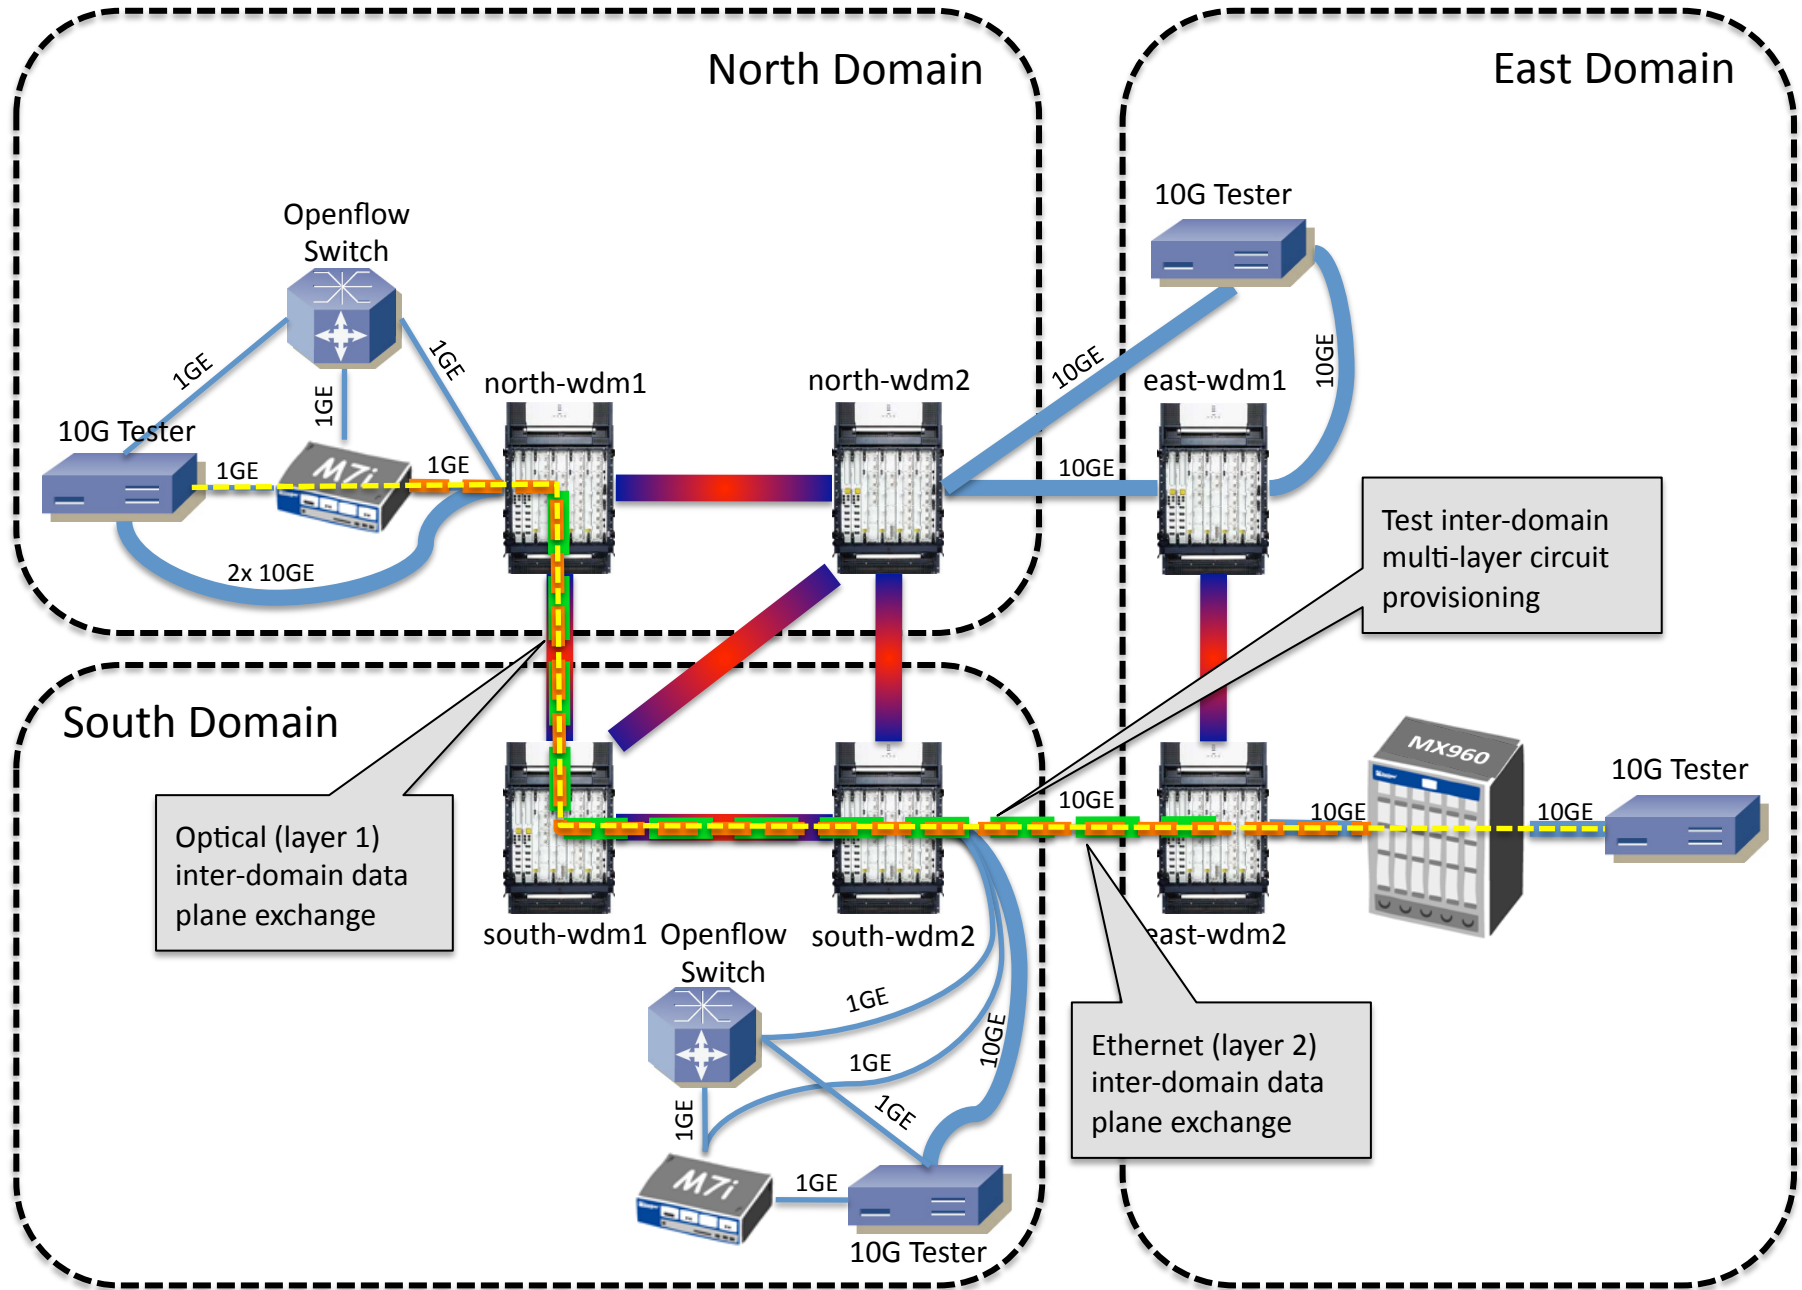 North Domain
East Domain
10G Tester
Openflow
Switch
1GE
1GE
1GE
10GE
10GE
north-wdm1
north-wdm2
east-wdm1
10G Tester
1GE
M7i
1GE
10GE
2x 10GE
Test inter-domain
multi-layer circuit
provisioning
South Domain
MX960
10G Tester
10GE
10GE
10GE
Optical (layer 1)
inter-domain data
plane exchange
south-wdm1
Openflow
Switch
south-wdm2
east-wdm2
1GE
10GE
1GE
1GE
1GE
Ethernet (layer 2)
inter-domain data
plane exchange
M7i
1GE
10G Tester